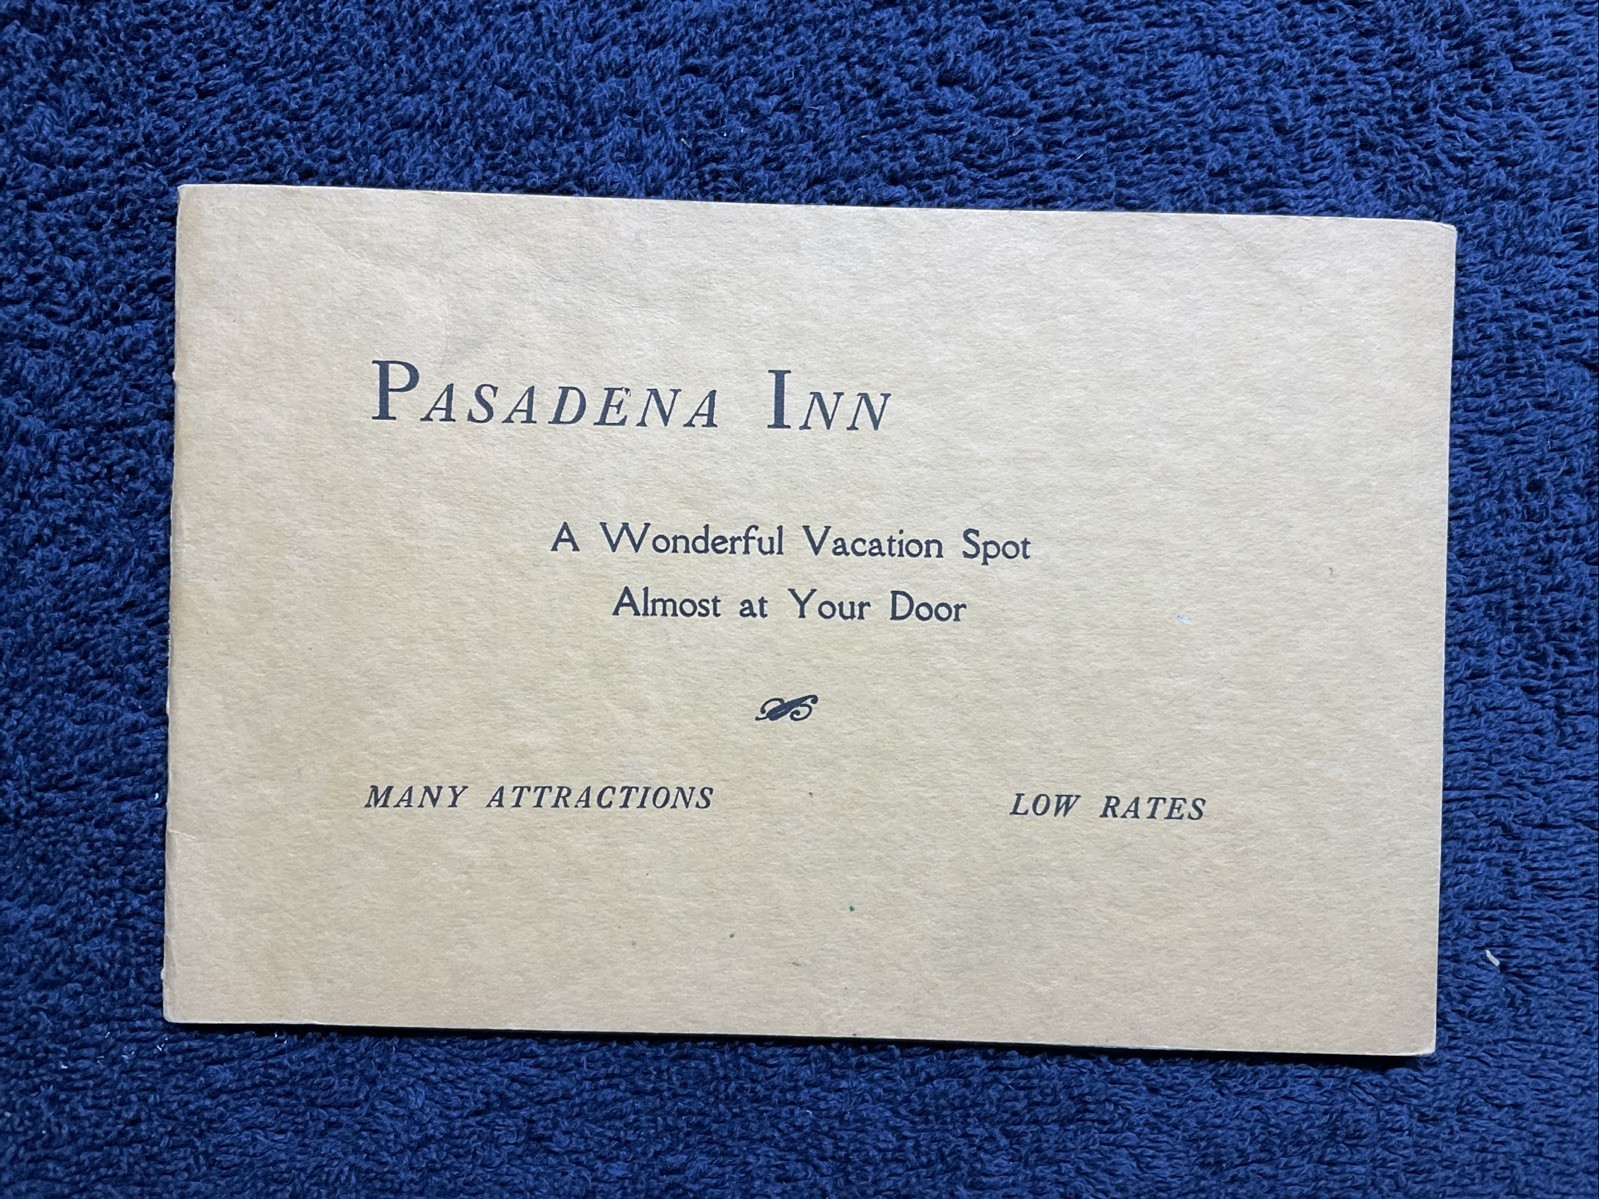 PASADENA INN
A Wonderful Vacation Spot
Almost at Your Door
MANY ATTRACTIONS LOW RATES